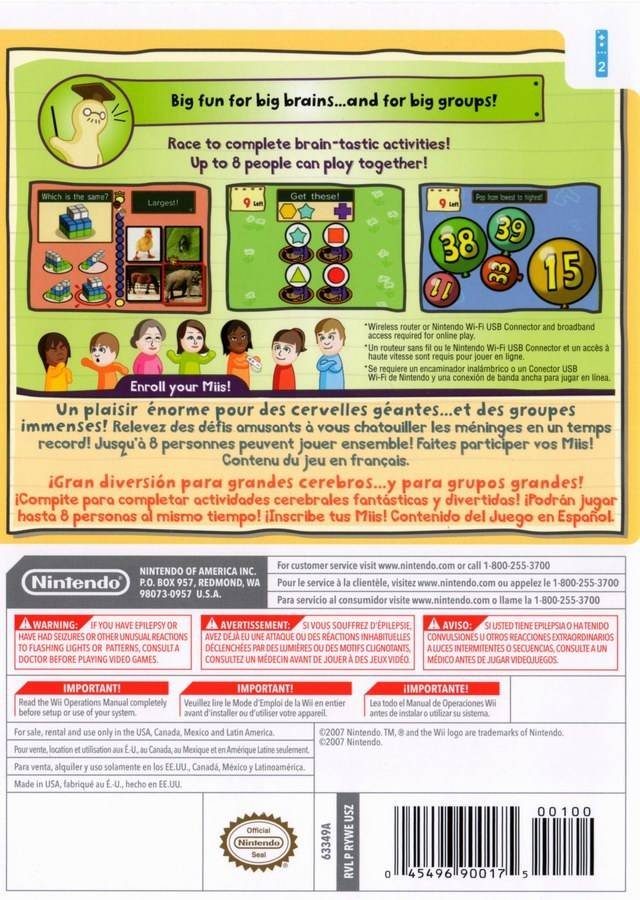 2
Big fun for big brains...and for big groups!
Race to complete brain-tastic activities!
Up to 8 people can play together!
Which is the same?
Largest!
9 Left
Get these!
9 Left
Pop from lowest to highest!
38
39
15
11
Enroll your Miis!
*Wireless router or Nintendo Wi-Fi USB Connector and broadband
access required for online play.
*Un routeur sans fil ou le Nintendo Wi-Fi USB Connector et un accès à
haute vitesse sont requis pour jouer en ligne.
*Se requiere un encaminador inalámbrico o un Conector USB
Wi-Fi de Nintendo y una conexión de banda ancha para jugar en línea.
Un plaisir énorme pour des cervelles géantes...et des groupes
immenses! Relevez des défis amusants à vous chatouiller les méninges en un temps
record! Jusqu'à 8 personnes peuvent jouer ensemble! Faites participer vos Miis!
Contenu du jeu en français.
¡Gran diversión para grandes cerebros...y para grupos grandes!
¡Compite para completar actividades cerebrales fantásticas y divertidas! ¡Podrán jugar
hasta 8 personas al mismo tiempo! ¡Inscribe tus Miis! Contenido del Juego en Español.
Nintendo
NINTENDO OF AMERICA INC.
P.O. BOX 957, REDMOND, WA
98073-0957 U.S.A.
For customer service visit www.nintendo.com or call 1-800-255-3700
Pour le service à la clientèle, visitez www.nintendo.com ou appelez le 1-800-255-3700
Para servicio al consumidor visite www.nintendo.com o llame la 1-800-255-3700
WARNING: IF YOU HAVE EPILEPSY OR
HAVE HAD SEIZURES OR OTHER UNUSUAL REACTIONS
TO FLASHING LIGHTS OR PATTERNS, CONSULT A
DOCTOR BEFORE PLAYING VIDEO GAMES.
AVERTISSEMENT: SI VOUS SOUFFREZ D'ÉPILEPSIE,
AVEZ DÉJÀ EU UNE ATTAQUE OU DES RÉACTIONS INHABITUELLES
DÉCLENCHÉES PAR DES LUMIÈRES OU DES MOTIFS CLIGNOTANTS,
CONSULTEZ UN MÉDECIN AVANT DE JOUER À DES JEUX VIDÉO.
AVISO: SI USTED TIENE EPILEPSIA O HA TENIDO
CONVULSIONES U OTROS REACCIONES EXTRAORDINARIOS
A LUCES INTERMITENTES O SECUENCIAS, CONSULTE A UN
MÉDICO ANTES DE JUGAR VIDEOJUEGOS.
IMPORTANT!
Read the Wii Operations Manual completely
before setup or use of your system.
IMPORTANT!
Veuillez lire le Mode d'Emploi de la Wii en entier
avant d'installer ou d'utiliser votre appareil.
¡IMPORTANTE!
Lea todo el Manual de Operaciones Wii
antes de instalar o utilizar su sistema.
For sale, rental and use only in the USA, Canada, Mexico and Latin America.
Pour vente, location et utilisation aux É.-U., au Canada, au Mexique et en Amérique Latine seulement.
Para venta, alquiler y uso solamente en los EE.UU., Canadá, México y Latinoamérica.
Made in USA, fabriqué au É.-U., hecho en EE.UU.
©2007 Nintendo. TM, ® and the Wii logo are trademarks of Nintendo.
©2007 Nintendo.
Official
Nintendo
Seal
63349A
RVL P RYWE USZ
00100
0 45496 90017 5